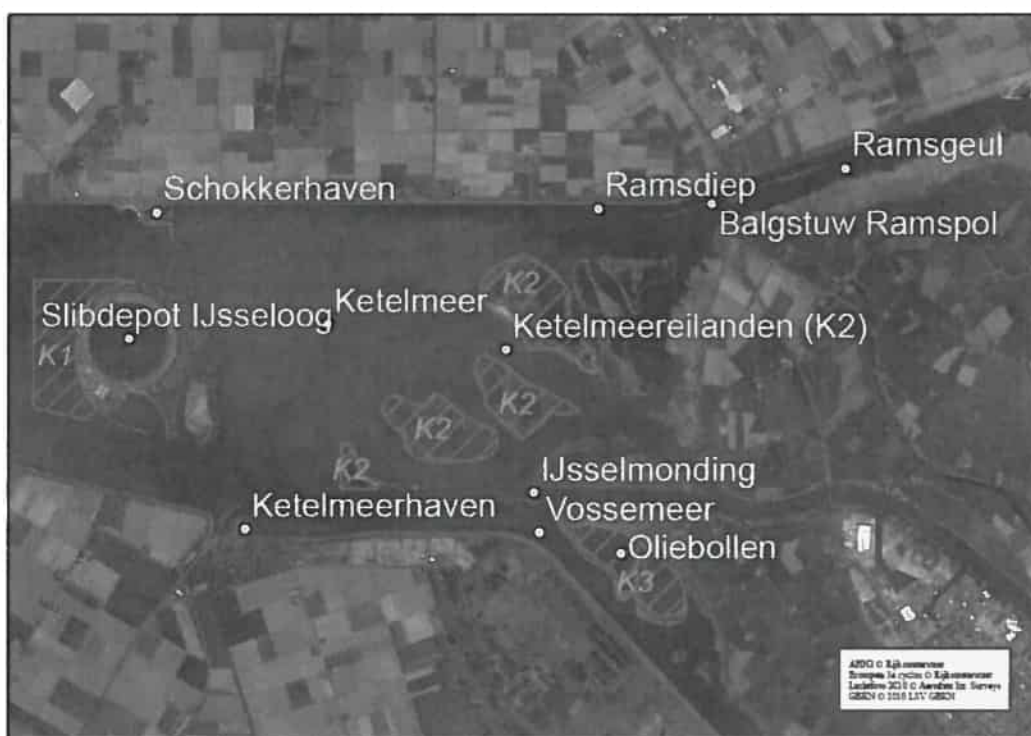 Ramsgeul
Schokkerhaven
Ramsdiep
Balgstuw Ramspol
K2
Ketelmeer
Slibdepot IJsseloog
Ketelmeereilanden (K2)
K1
K2
K2
K2
IJsselmonding
Ketelmeerhaven
Vossemeer
Oliebollen
K3